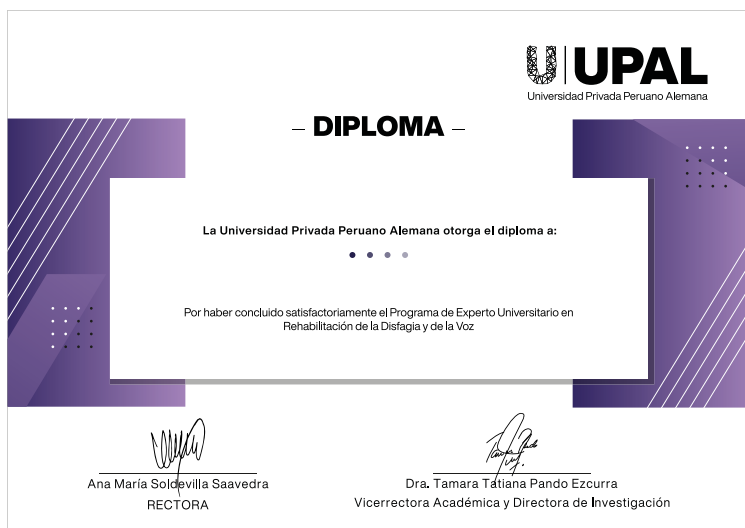 UPAL
Universidad Privada Peruano Alemana
– DIPLOMA –
La Universidad Privada Peruano Alemana otorga el diploma a:
Por haber concluido satisfactoriamente el Programa de Experto Universitario en
Rehabilitación de la Disfagia y de la Voz
Ana María Soldevilla Saavedra
RECTORA
Dra. Tamara Tatiana Pando Ezcurra
Vicerrectora Académica y Directora de Investigación